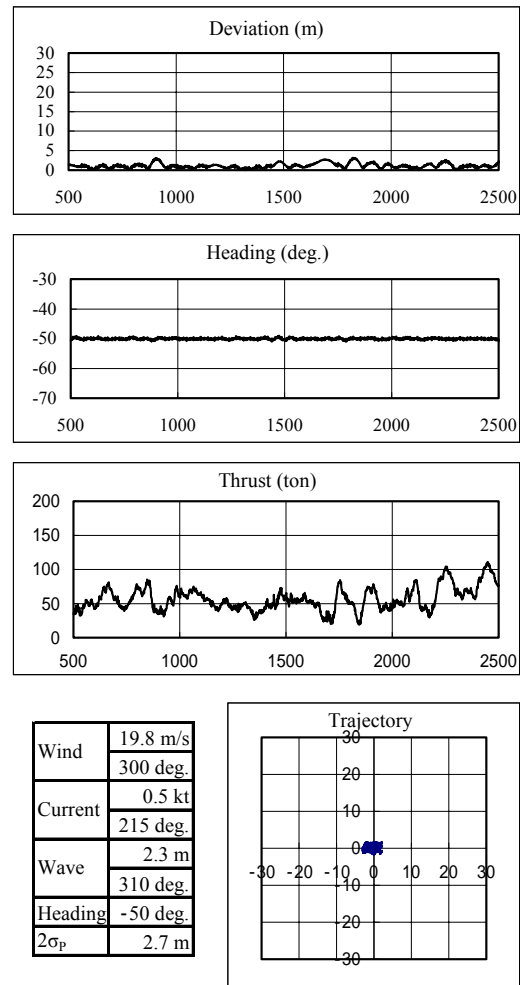 Deviation (m)
30
25
20
15
10
5
0
500 1000 1500 2000 2500
Heading (deg.)
-30
-40
-50
-60
-70
500 1000 1500 2000 2500
Thrust (ton)
200
150
100
50
0
500 1000 1500 2000 2500
Wind 19.8 m/s
300 deg.
Current 0.5 kt
215 deg.
Wave 2.3 m
310 deg.
Heading -50 deg.
2σP 2.7 m
Trajectory
30
20
10
0
-30 -20 -10 0 10 20 30
-10
-20
-30